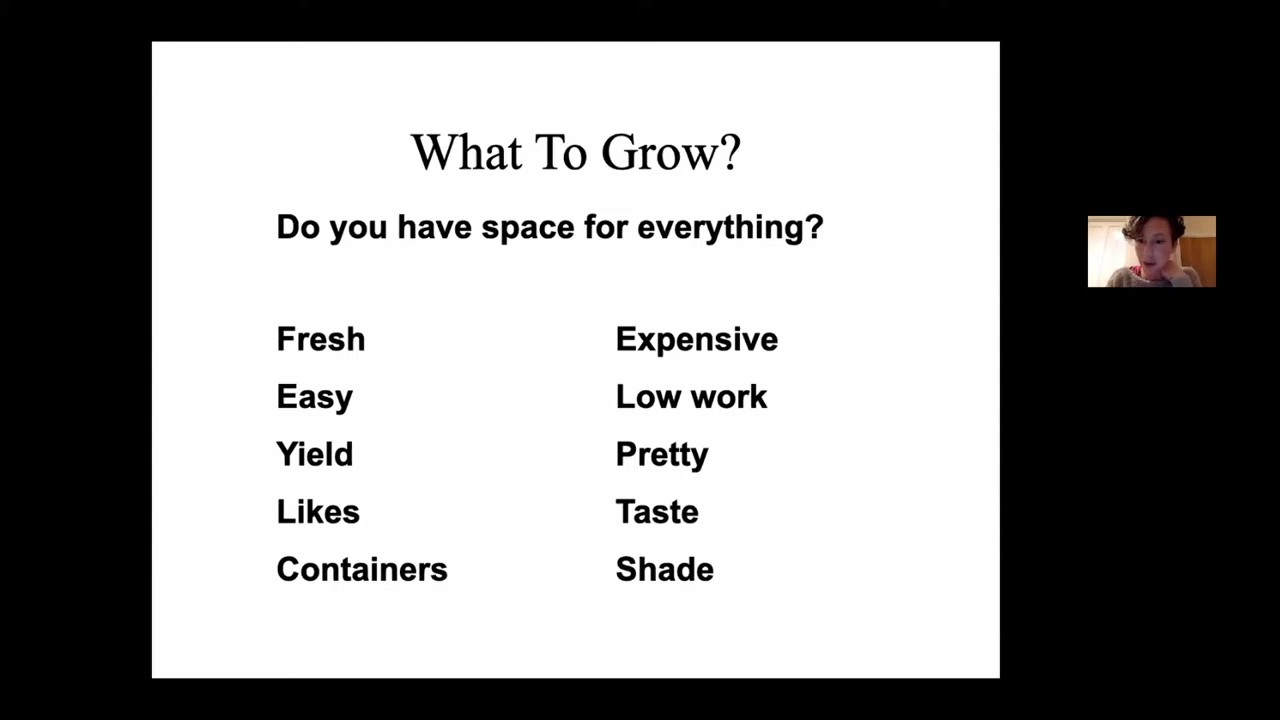 What To Grow?
Do you have space for everything?
Fresh
Easy
Yield
Likes
Containers
Expensive
Low work
Pretty
Taste
Shade